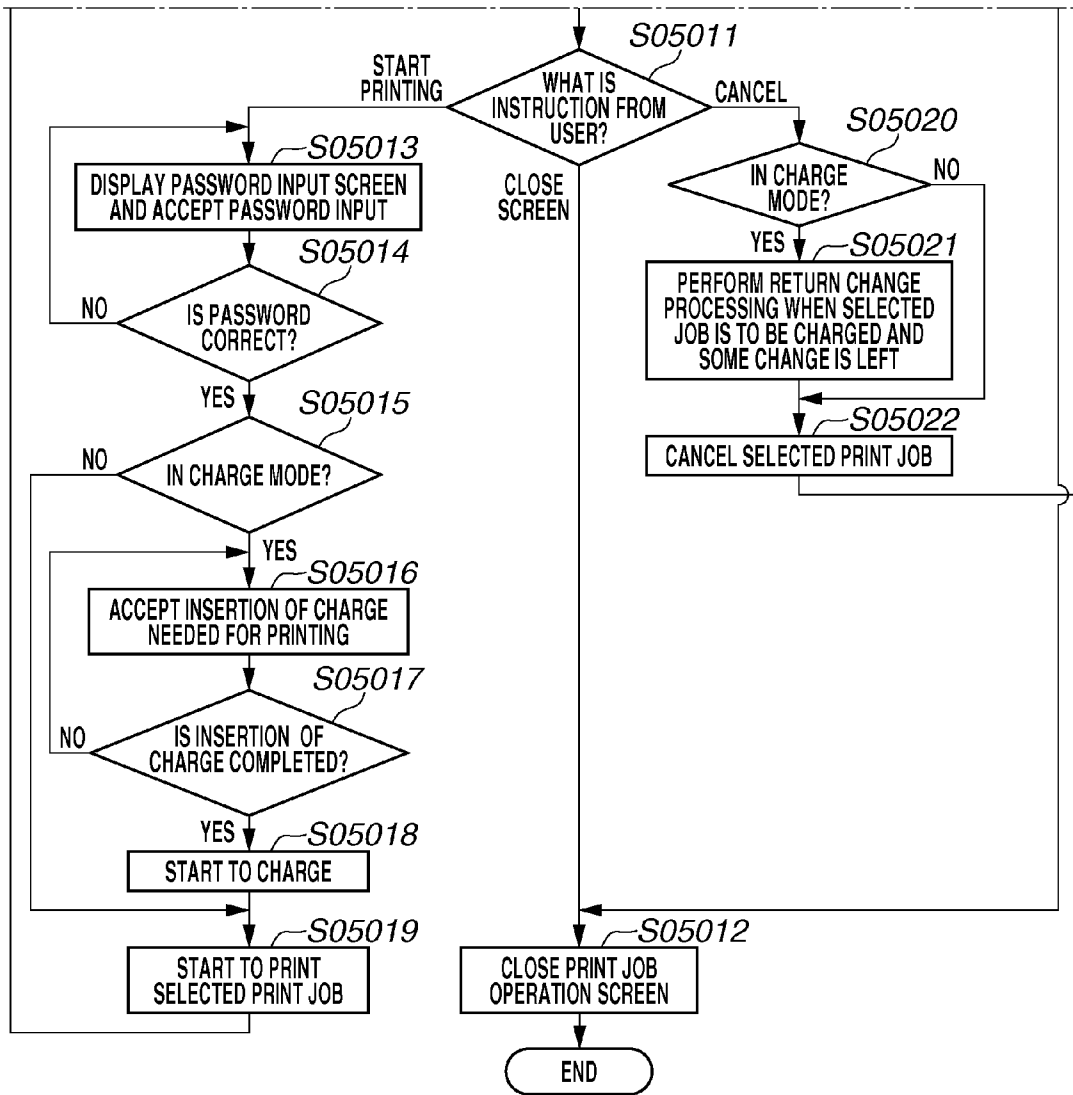 S05011
START
PRINTING
WHAT IS
INSTRUCTION FROM
USER?
CANCEL
S05020
S05013
DISPLAY PASSWORD INPUT SCREEN
AND ACCEPT PASSWORD INPUT
CLOSE
SCREEN
IN CHARGE
MODE?
NO
YES
S05021
S05014
NO
IS PASSWORD
CORRECT?
PERFORM RETURN CHANGE
PROCESSING WHEN SELECTED
JOB IS TO BE CHARGED AND
SOME CHANGE IS LEFT
YES
S05015
S05022
CANCEL SELECTED PRINT JOB
NO
IN CHARGE MODE?
YES
S05016
ACCEPT INSERTION OF CHARGE
NEEDED FOR PRINTING
S05017
NO
IS INSERTION OF
CHARGE COMPLETED?
YES
S05018
START TO CHARGE
S05019
START TO PRINT
SELECTED PRINT JOB
S05012
CLOSE PRINT JOB
OPERATION SCREEN
END